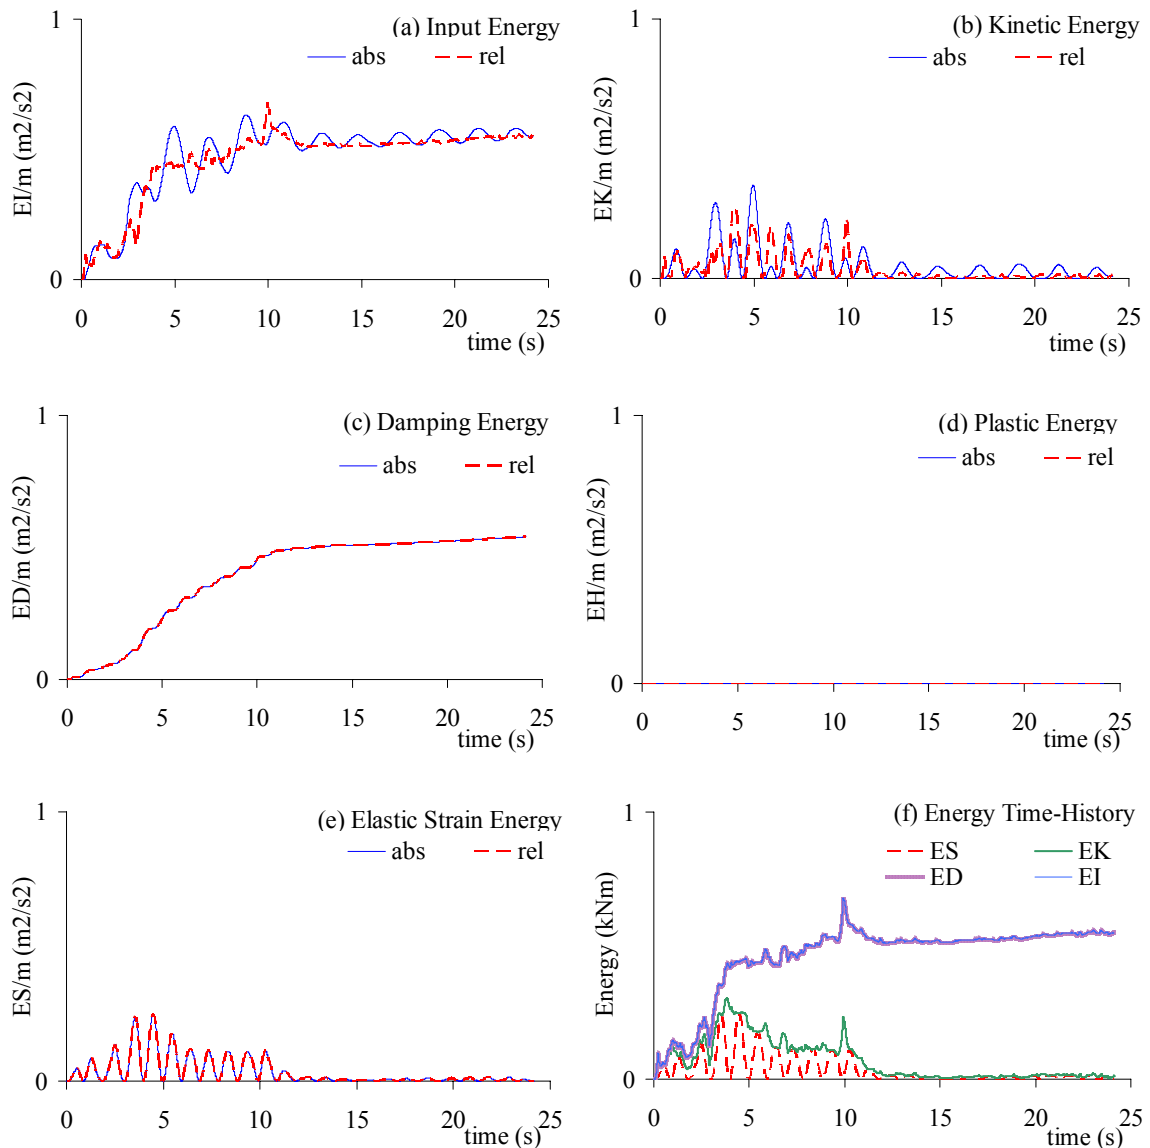 1
(a) Input Energy
abs rel
EI/m (m2/s2)
0
0 5 10 15 20 25
time (s)
1
(b) Kinetic Energy
abs rel
EK/m (m2/s2)
0
0 5 10 15 20 25
time (s)
1
(c) Damping Energy
abs rel
ED/m (m2/s2)
0
0 5 10 15 20 25
time (s)
1
(d) Plastic Energy
abs rel
EH/m (m2/s2)
0
0 5 10 15 20 25
time (s)
1
(e) Elastic Strain Energy
abs rel
ES/m (m2/s2)
0
0 5 10 15 20 25
time (s)
1
(f) Energy Time-History
ES EK
ED EI
Energy (kNm)
0
0 5 10 15 20 25
time (s)